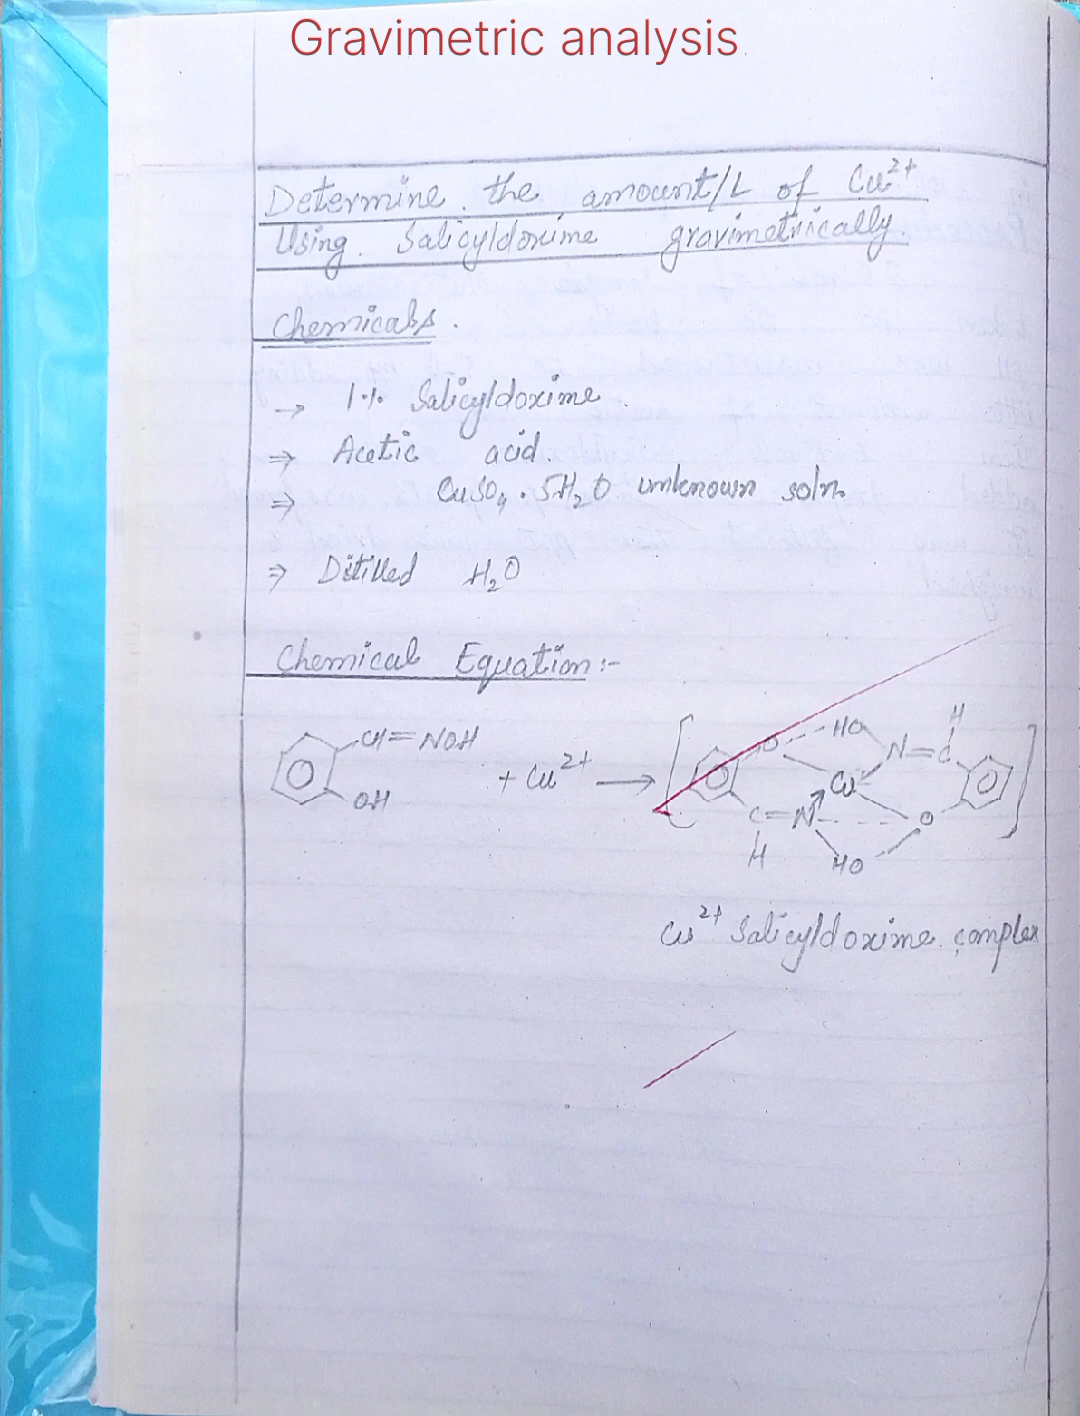 Gravimetric analysis
Determine the amount/L of Cu2+
Using Salicyldoxime gravimetrically.
Chemicals.
→ 1% Salicyldoxime
⇒ Acetic acid.
⇒ CuSO4.5H2O unknown soln
⇒ Ditilled H2O
Chemical Equation:-
CH=NOH
OH
+ Cu2+ →
O HO N=C H
Cu
C=N O
H HO
Cu2+ Salicyldoxime complex